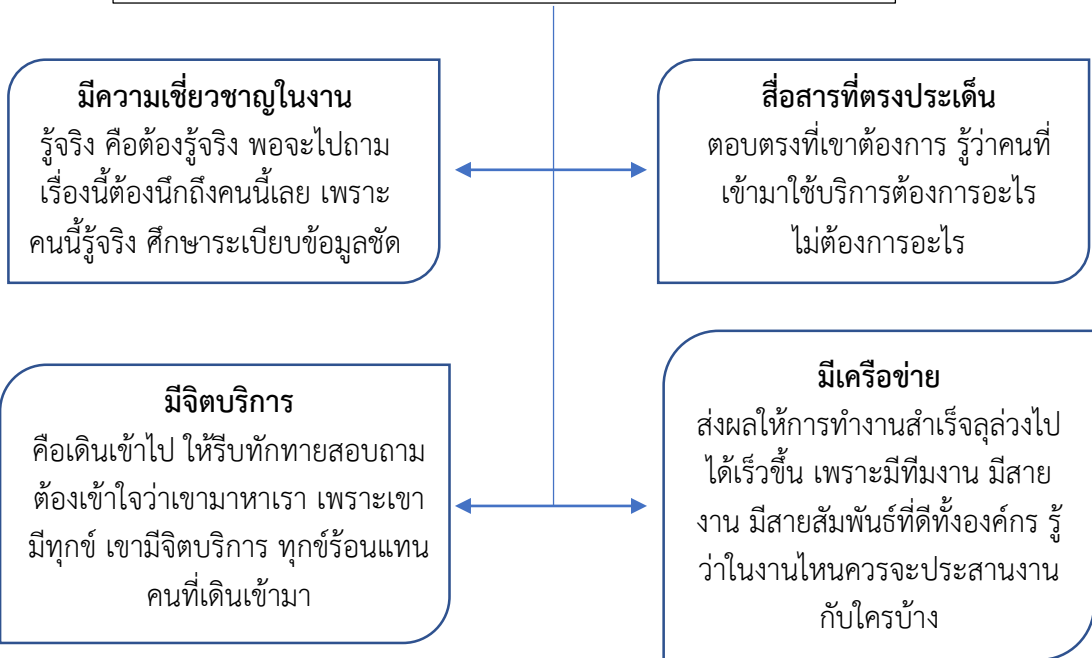 มีความเชี่ยวชาญในงาน
รู้จริง คือต้องรู้จริง พอจะไปถาม
เรื่องนี้ต้องนึกถึงคนนี้เลย เพราะ
คนนี้รู้จริง ศึกษาระเบียบข้อมูลชัด
สื่อสารที่ตรงประเด็น
ตอบตรงที่เขาต้องการ รู้ว่าคนที่
เข้ามาใช้บริการต้องการอะไร
ไม่ต้องการอะไร
มีจิตบริการ
คือเดินเข้าไป ให้รีบทักทายสอบถาม
ต้องเข้าใจว่าเขามาหาเรา เพราะเขา
มีทุกข์ เขามีจิตบริการ ทุกข์ร้อนแทน
คนที่เดินเข้ามา
มีเครือข่าย
ส่งผลให้การทำงานสำเร็จลุล่วงไป
ได้เร็วขึ้น เพราะมีทีมงาน มีสาย
งาน มีสายสัมพันธ์ที่ดีทั้งองค์กร รู้
ว่าในงานไหนควรจะประสานงาน
กับใครบ้าง